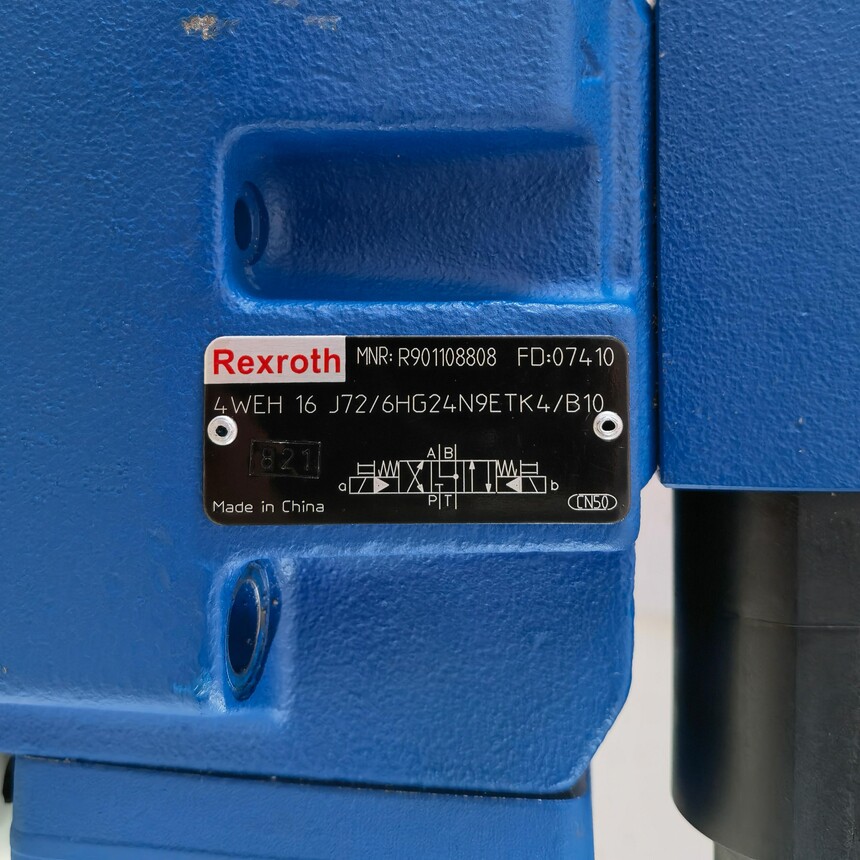 Rexroth MNR: R901108808 FD:07410
4WEH 16 J72/6HG24N9ETK4/B10
821
A B
a b
P T
Made in China CN50